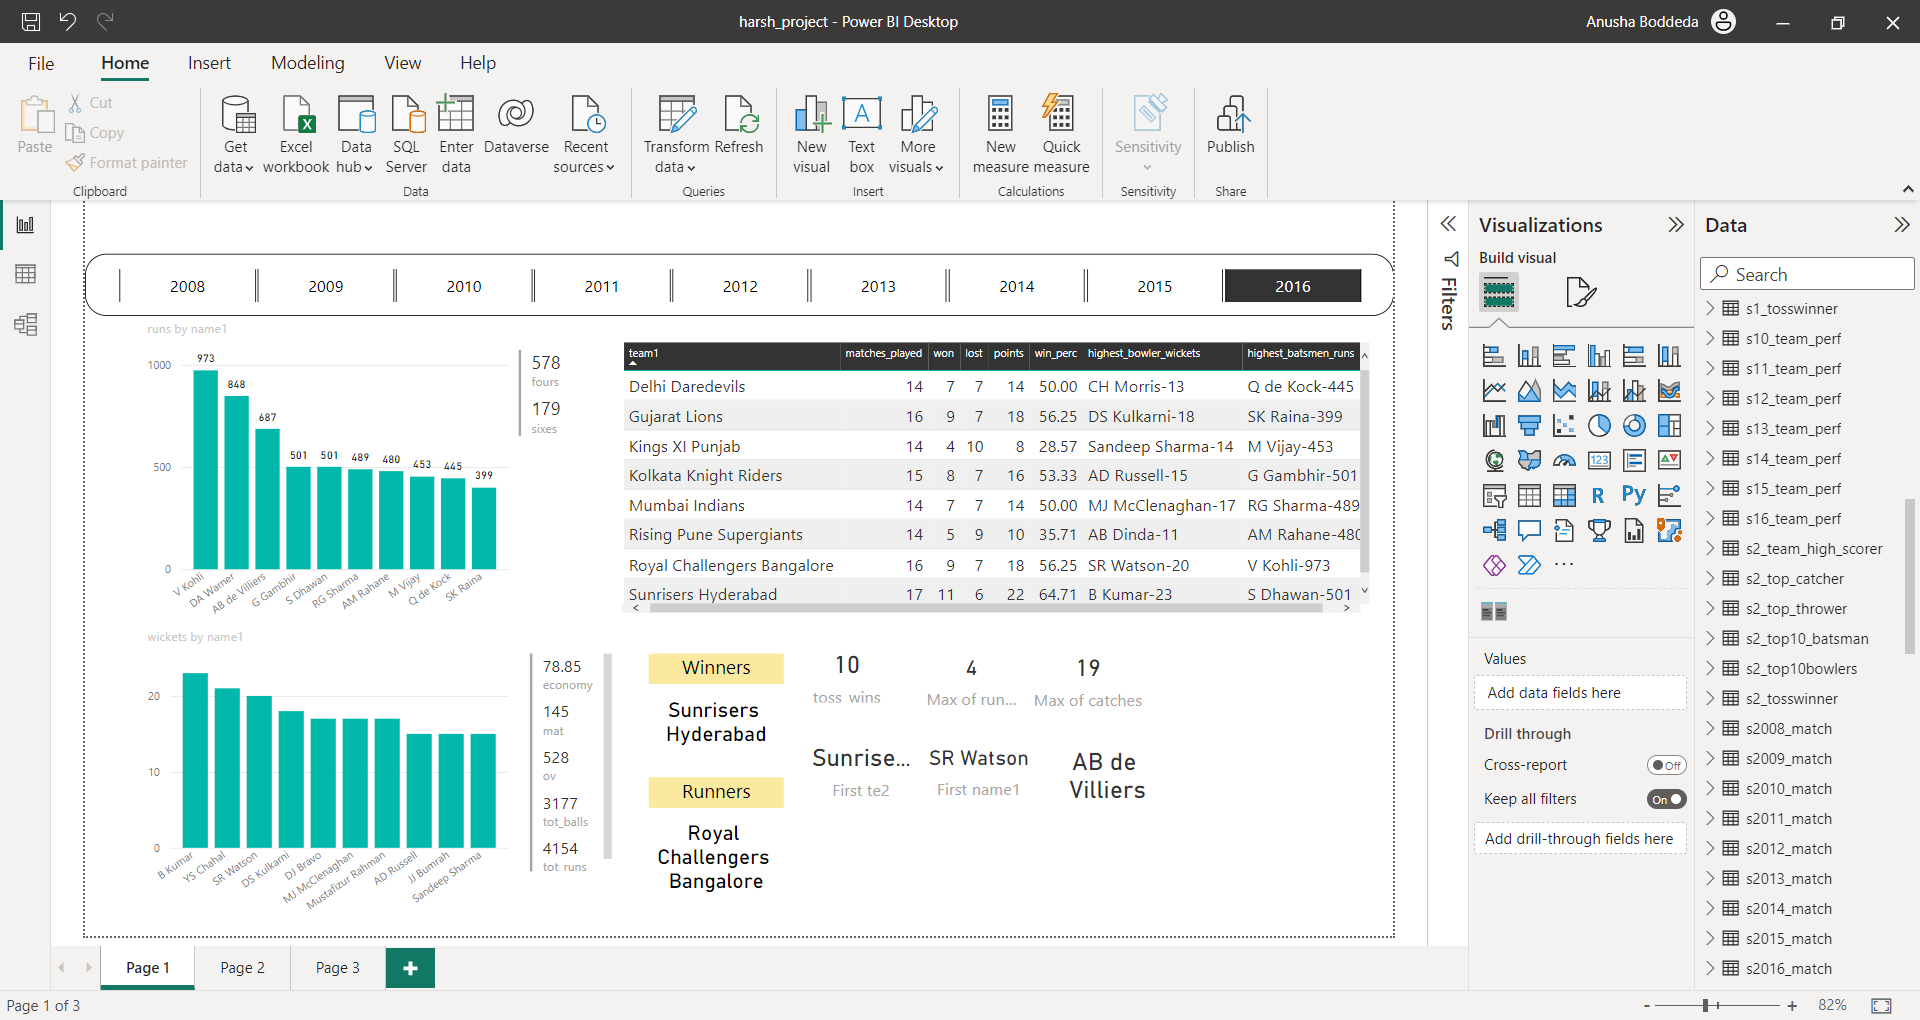 harsh_project - Power BI Desktop
Anusha Boddeda
File Home Insert Modeling View Help
Paste
Cut
Copy
Format painter
Clipboard
Get data
Excel workbook
Data hub
SQL Server
Enter data
Dataverse
Recent sources
Data
Transform data
Refresh
Queries
New visual
Text box
More visuals
Insert
New measure
Quick measure
Calculations
Sensitivity
Sensitivity
Publish
Share
2008 2009 2010 2011 2012 2013 2014 2015 2016
runs by name1
1000
500
0
973
848
687
501
501
489
480
453
445
399
V Kohli
DA Warner
AB de Villiers
G Gambhir
S Dhawan
RG Sharma
AM Rahane
M Vijay
Q de Kock
SK Raina
578
fours
179
sixes
team1 matches_played won lost points win_perc highest_bowler_wickets highest_batsmen_runs
Delhi Daredevils 14 7 7 14 50.00 CH Morris-13 Q de Kock-445
Gujarat Lions 16 9 7 18 56.25 DS Kulkarni-18 SK Raina-399
Kings XI Punjab 14 4 10 8 28.57 Sandeep Sharma-14 M Vijay-453
Kolkata Knight Riders 15 8 7 16 53.33 AD Russell-15 G Gambhir-501
Mumbai Indians 14 7 7 14 50.00 MJ McClenaghan-17 RG Sharma-489
Rising Pune Supergiants 14 5 9 10 35.71 AB Dinda-11 AM Rahane-480
Royal Challengers Bangalore 16 9 7 18 56.25 SR Watson-20 V Kohli-973
Sunrisers Hyderabad 17 11 6 22 64.71 B Kumar-23 S Dhawan-501
wickets by name1
20
10
0
B Kumar
YS Chahal
SR Watson
DS Kulkarni
DJ Bravo
MJ McClenaghan
Mustafizur Rahman
AD Russell
JJ Bumrah
Sandeep Sharma
78.85
economy
145
mat
528
ov
3177
tot_balls
4154
tot runs
Winners
Sunrisers
Hyderabad
Runners
Royal
Challengers
Bangalore
10
toss wins
4
Max of run...
19
Max of catches
Sunrise...
First te2
SR Watson
First name1
AB de
Villiers
Filters
Visualizations
Build visual
123
R
Py
...
Values
Add data fields here
Drill through
Cross-report
Off
Keep all filters
On
Add drill-through fields here
Data
Search
s1_tosswinner
s10_team_perf
s11_team_perf
s12_team_perf
s13_team_perf
s14_team_perf
s15_team_perf
s16_team_perf
s2_team_high_scorer
s2_top_catcher
s2_top_thrower
s2_top10_batsman
s2_top10bowlers
s2_tosswinner
s2008_match
s2009_match
s2010_match
s2011_match
s2012_match
s2013_match
s2014_match
s2015_match
s2016_match
Page 1 Page 2 Page 3 +
Page 1 of 3
- + 82%